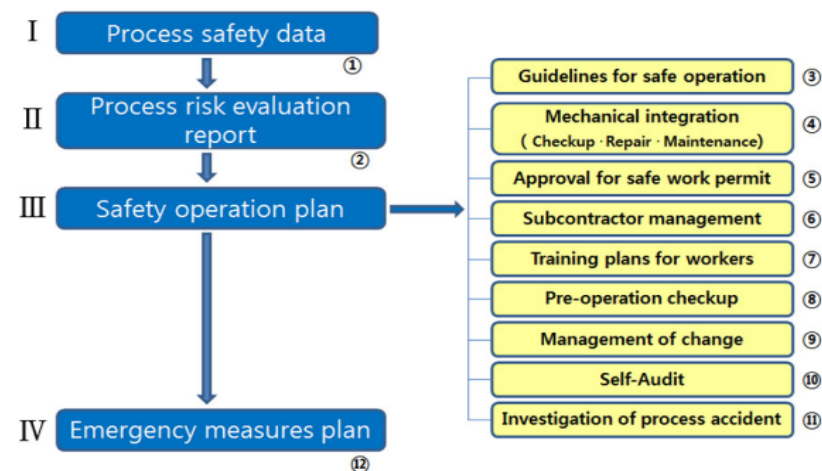 I
Process safety data
①
II
Process risk evaluation
report
②
III
Safety operation plan
Guidelines for safe operation ③
Mechanical integration
( Checkup · Repair · Maintenance) ④
Approval for safe work permit ⑤
Subcontractor management ⑥
Training plans for workers ⑦
Pre-operation checkup ⑧
Management of change ⑨
Self-Audit ⑩
Investigation of process accident ⑪
IV
Emergency measures plan
⑫